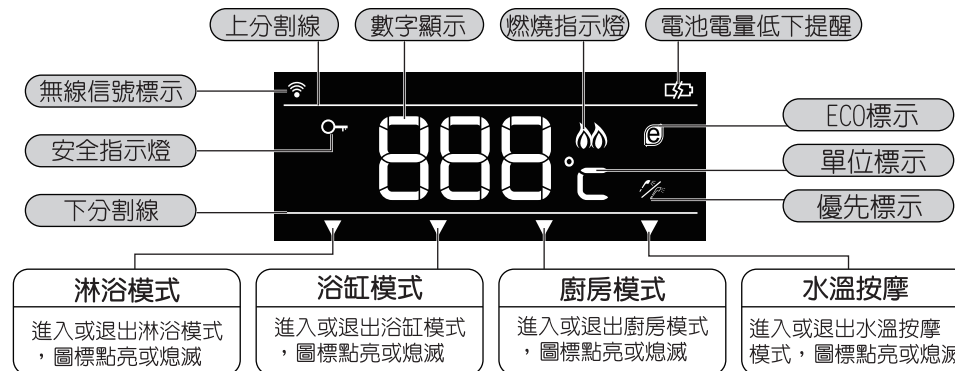 上分割線 數字顯示 燃燒指示燈 電池電量低下提醒
無線信號標示
安全指示燈
下分割線
888
°C
e
ECO標示
單位標示
優先標示
淋浴模式
進入或退出淋浴模式
，圖標點亮或熄滅
浴缸模式
進入或退出浴缸模式
，圖標點亮或熄滅
廚房模式
進入或退出廚房模式
，圖標點亮或熄滅
水溫按摩
進入或退出水溫按摩
模式，圖標點亮或熄滅